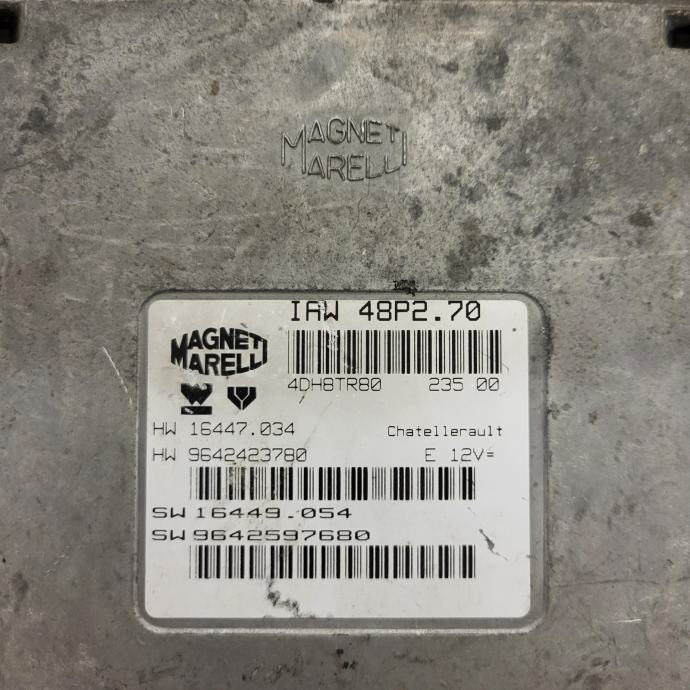 MAGNETI
MARELLI
IAW 48P2.70
MAGNETI
MARELLI
4DH8TR80 235 00
HW 16447.034 Chatellerault
HW 9642423780 E 12V=
SW 16449.054
SW 9642597680